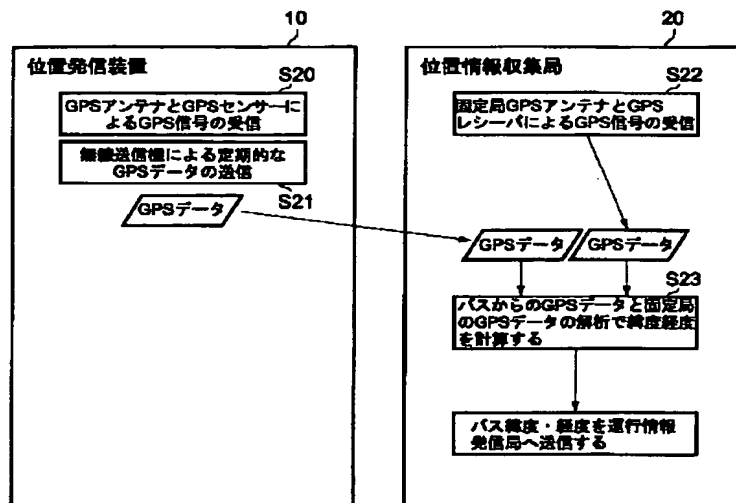 10
位置発信装置
S20
GPSアンテナとGPSセンサーに
よるGPS信号の受信
無線送信機による定期的な
GPSデータの送信
S21
GPSデータ
20
位置情報収集局
S22
固定局GPSアンテナとGPS
レシーバによるGPS信号の受信
GPSデータ
GPSデータ
S23
バスからのGPSデータと固定局
のGPSデータの解析で緯度経度
を計算する
バス緯度・経度を運行情報
発信局へ送信する